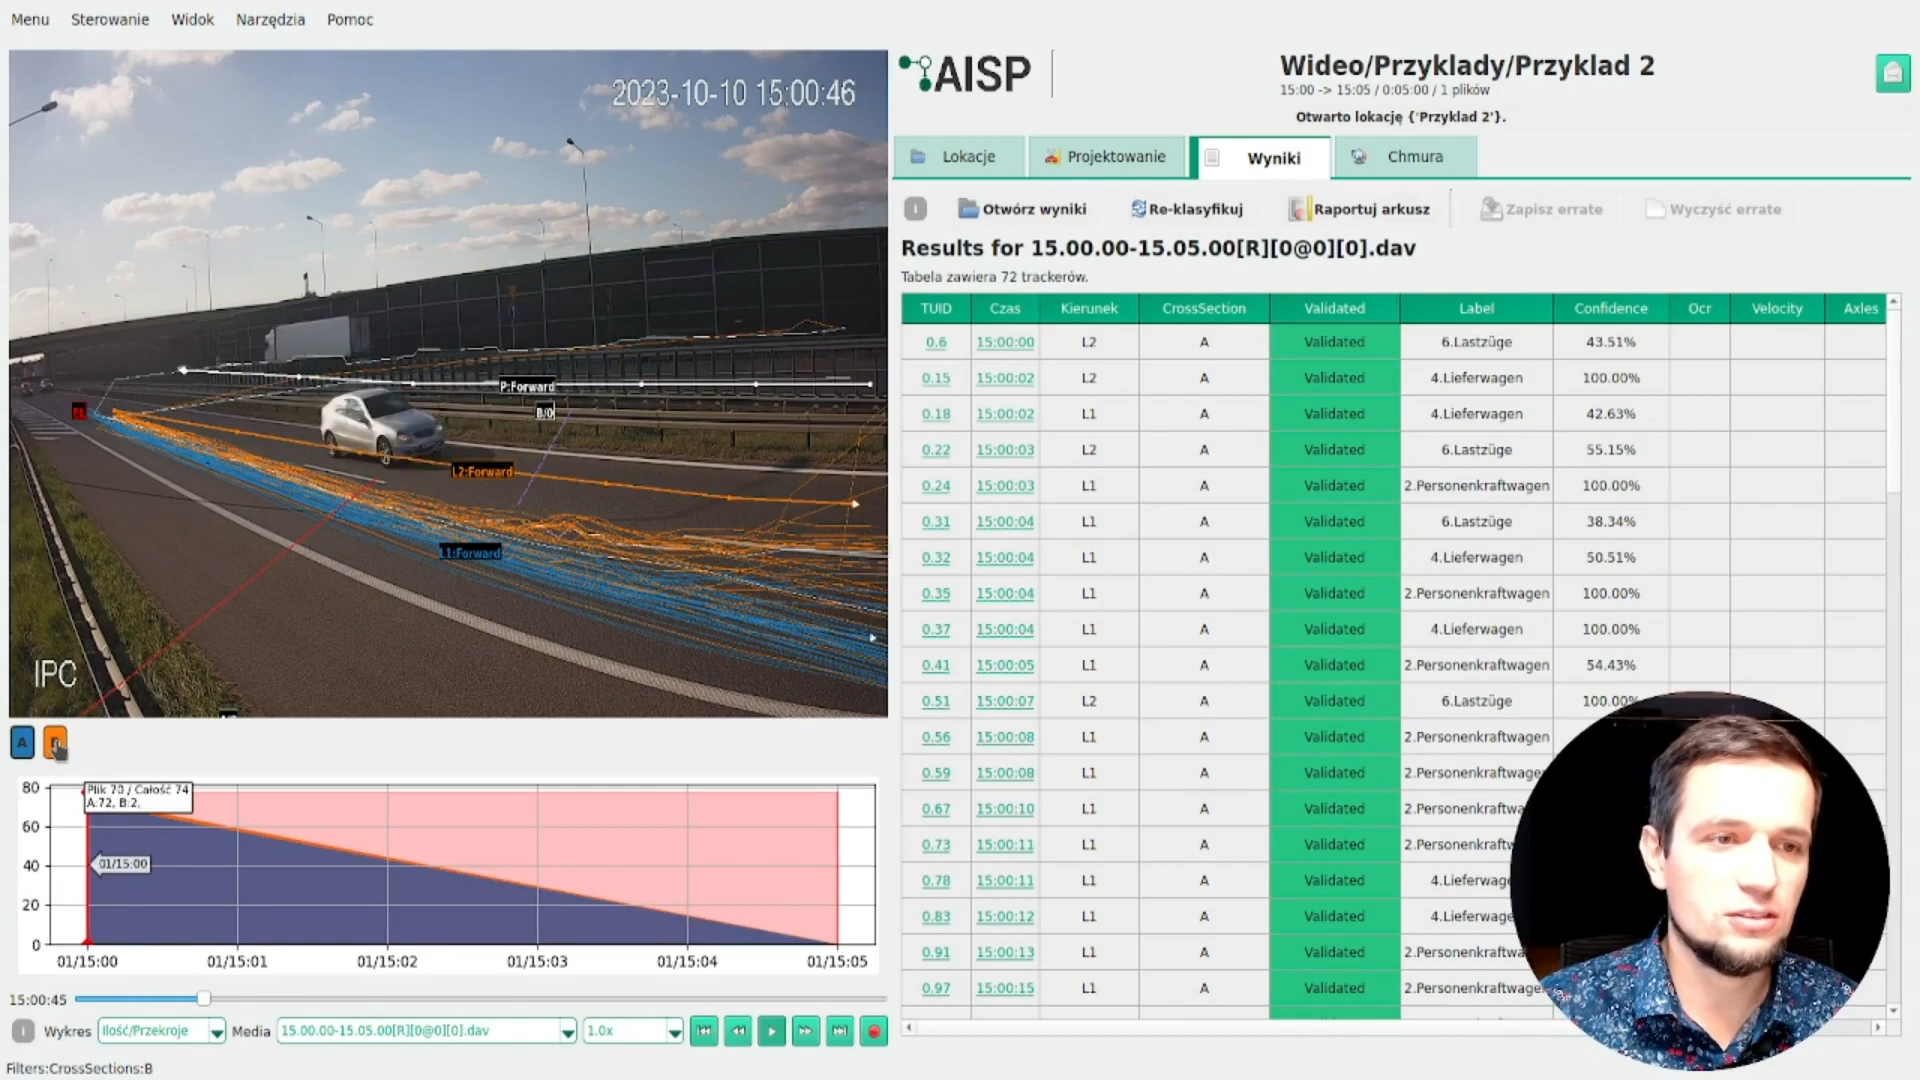 Menu Sterowanie Widok Narzędzia Pomoc
2023-10-10 15:00:46
P:Forward
B/0
L2:Forward
L1:Forward
IPC
A
Plik 70 / Całość 74
A:72, B:2,
01/15:00
80
60
40
20
0
01/15:00 01/15:01 01/15:02 01/15:03 01/15:04 01/15:05
15:00:45
Wykres Ilość/Przekroje Media 15.00.00-15.05.00[R][0@0][0].dav 1.0x
Filters:CrossSections:B
AISP
Wideo/Przyklady/Przyklad 2
15:00 -> 15:05 / 0:05:00 / 1 plików
Otwarto lokację {'Przyklad 2'}.
Lokacje Projektowanie Wyniki Chmura
Otwórz wyniki Re-klasyfikuj Raportuj arkusz Zapisz errate Wyczyść errate
Results for 15.00.00-15.05.00[R][0@0][0].dav
Tabela zawiera 72 trackerów.
TUID Czas Kierunek CrossSection Validated Label Confidence Ocr Velocity Axles
0.6 15:00:00 L2 A Validated 6.Lastzüge 43.51%
0.15 15:00:02 L2 A Validated 4.Lieferwagen 100.00%
0.18 15:00:02 L1 A Validated 4.Lieferwagen 42.63%
0.22 15:00:03 L2 A Validated 6.Lastzüge 55.15%
0.24 15:00:03 L1 A Validated 2.Personenkraftwagen 100.00%
0.31 15:00:04 L1 A Validated 6.Lastzüge 38.34%
0.32 15:00:04 L1 A Validated 4.Lieferwagen 50.51%
0.35 15:00:04 L1 A Validated 2.Personenkraftwagen 100.00%
0.37 15:00:04 L1 A Validated 4.Lieferwagen 100.00%
0.41 15:00:05 L1 A Validated 2.Personenkraftwagen 54.43%
0.51 15:00:07 L2 A Validated 6.Lastzüge 100.00%
0.56 15:00:08 L1 A Validated 2.Personenkraftwagen
0.59 15:00:08 L1 A Validated 2.Personenkraftwage
0.67 15:00:10 L1 A Validated 2.Personenkraftwa
0.73 15:00:11 L1 A Validated 2.Personenkraftw
0.78 15:00:11 L1 A Validated 4.Lieferwage
0.83 15:00:12 L1 A Validated 4.Lieferwage
0.91 15:00:13 L1 A Validated 2.Personenkraftwa
0.97 15:00:15 L1 A Validated 2.Personenkraftwage